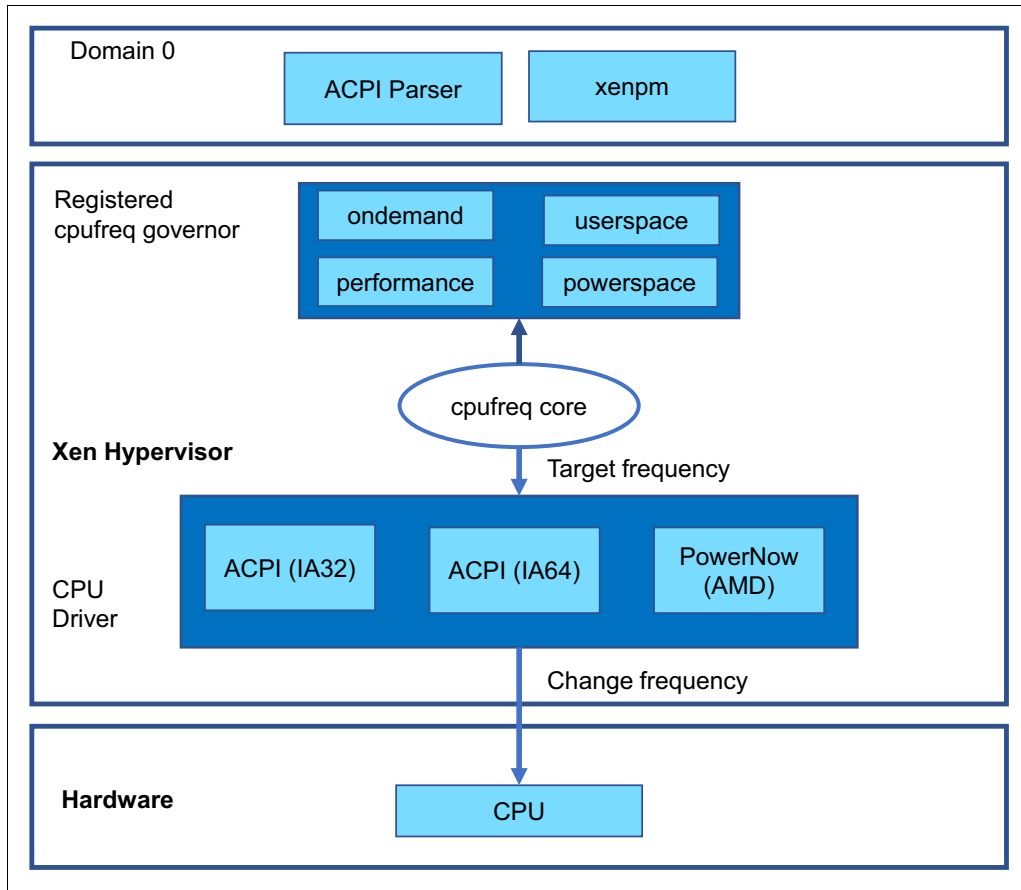 Domain 0
ACPI Parser
xenpm
Registered
cpufreq governor
ondemand
userspace
performance
powerspace
cpufreq core
Xen Hypervisor
Target frequency
ACPI (IA32)
ACPI (IA64)
PowerNow
(AMD)
CPU
Driver
Change frequency
Hardware
CPU